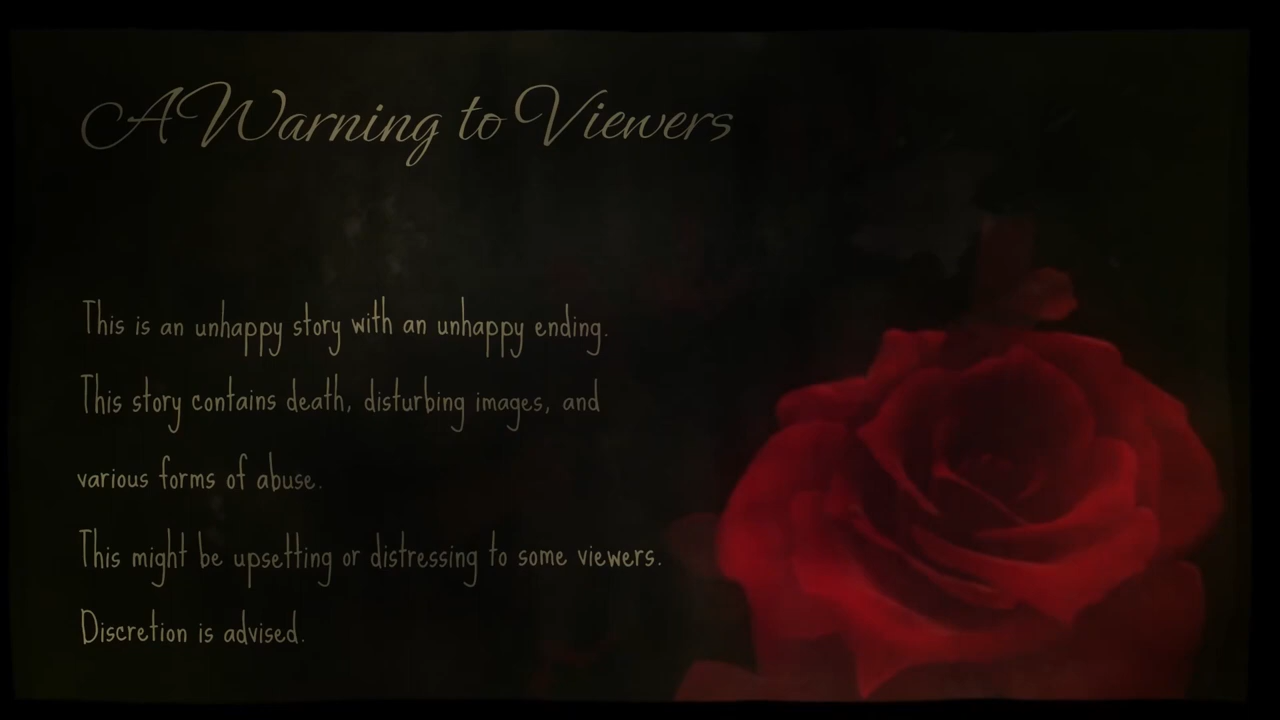 A Warning to Viewers
This is an unhappy story with an unhappy ending.
This story contains death, disturbing images, and
various forms of abuse.
This might be upsetting or distressing to some viewers.
Discretion is advised.